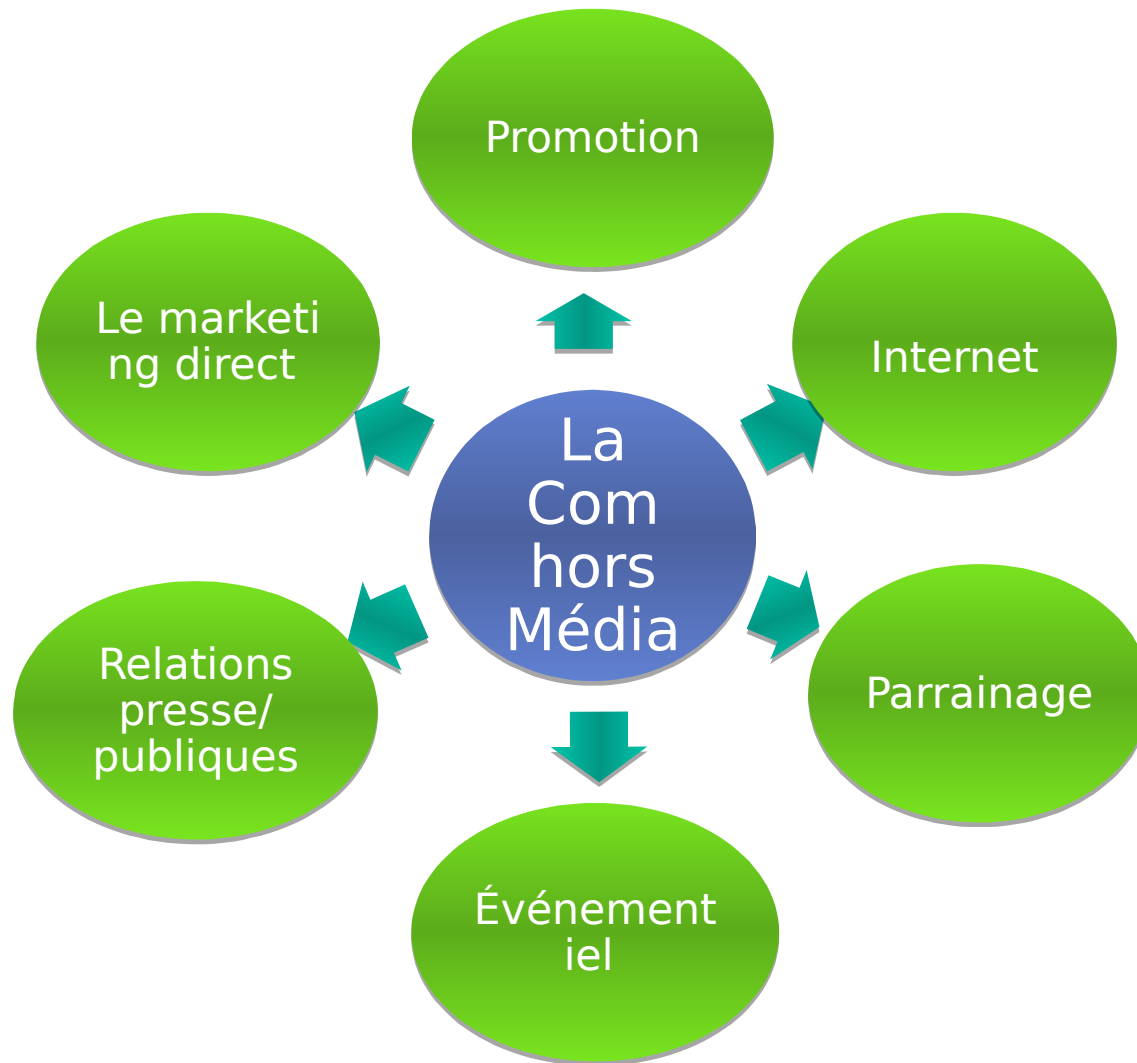 Promotion
Le marketi
ng direct
Internet
La
Com
hors
Média
Relations
presse/
publiques
Parrainage
Événement
iel